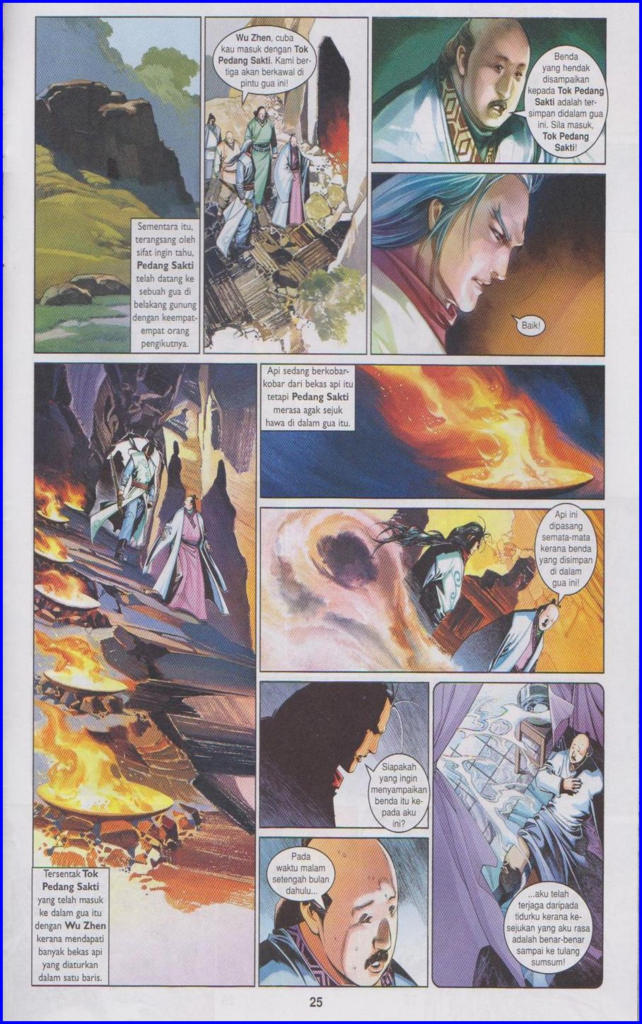 Sementara itu,
terangsang oleh
sifat ingin tahu,
Pedang Sakti
telah datang ke
sebuah gua di
belakang gunung
dengan keempat-
empat orang
pengikutnya.
Wu Zhen, cuba
kau masuk dengan Tok
Pedang Sakti. Kami ber-
tiga akan berkawal di
pintu gua ini!
Benda
yang hendak
disampaikan
kepada Tok Pedang
Sakti adalah ter-
simpan didalam gua
ini. Sila masuk,
Tok Pedang
Sakti!
Baik!
Tersentak Tok
Pedang Sakti
yang telah masuk
ke dalam gua itu
dengan Wu Zhen
kerana mendapati
banyak bekas api
yang diaturkan
dalam satu baris.
Api sedang berkobar-
kobar dari bekas api itu
tetapi Pedang Sakti
merasa agak sejuk
hawa di dalam gua itu.
Api ini
dipasang
semata-mata
kerana benda
yang disimpan
di dalam
gua ini!
Siapakah
yang ingin
menyampaikan
benda itu ke-
pada aku
ini?
Pada
waktu malam
setengah bulan
dahulu...
...aku telah
terjaga daripada
tidurku kerana ke-
sejukan yang aku rasa
adalah benar-benar
sampai ke tulang
sumsum!
25